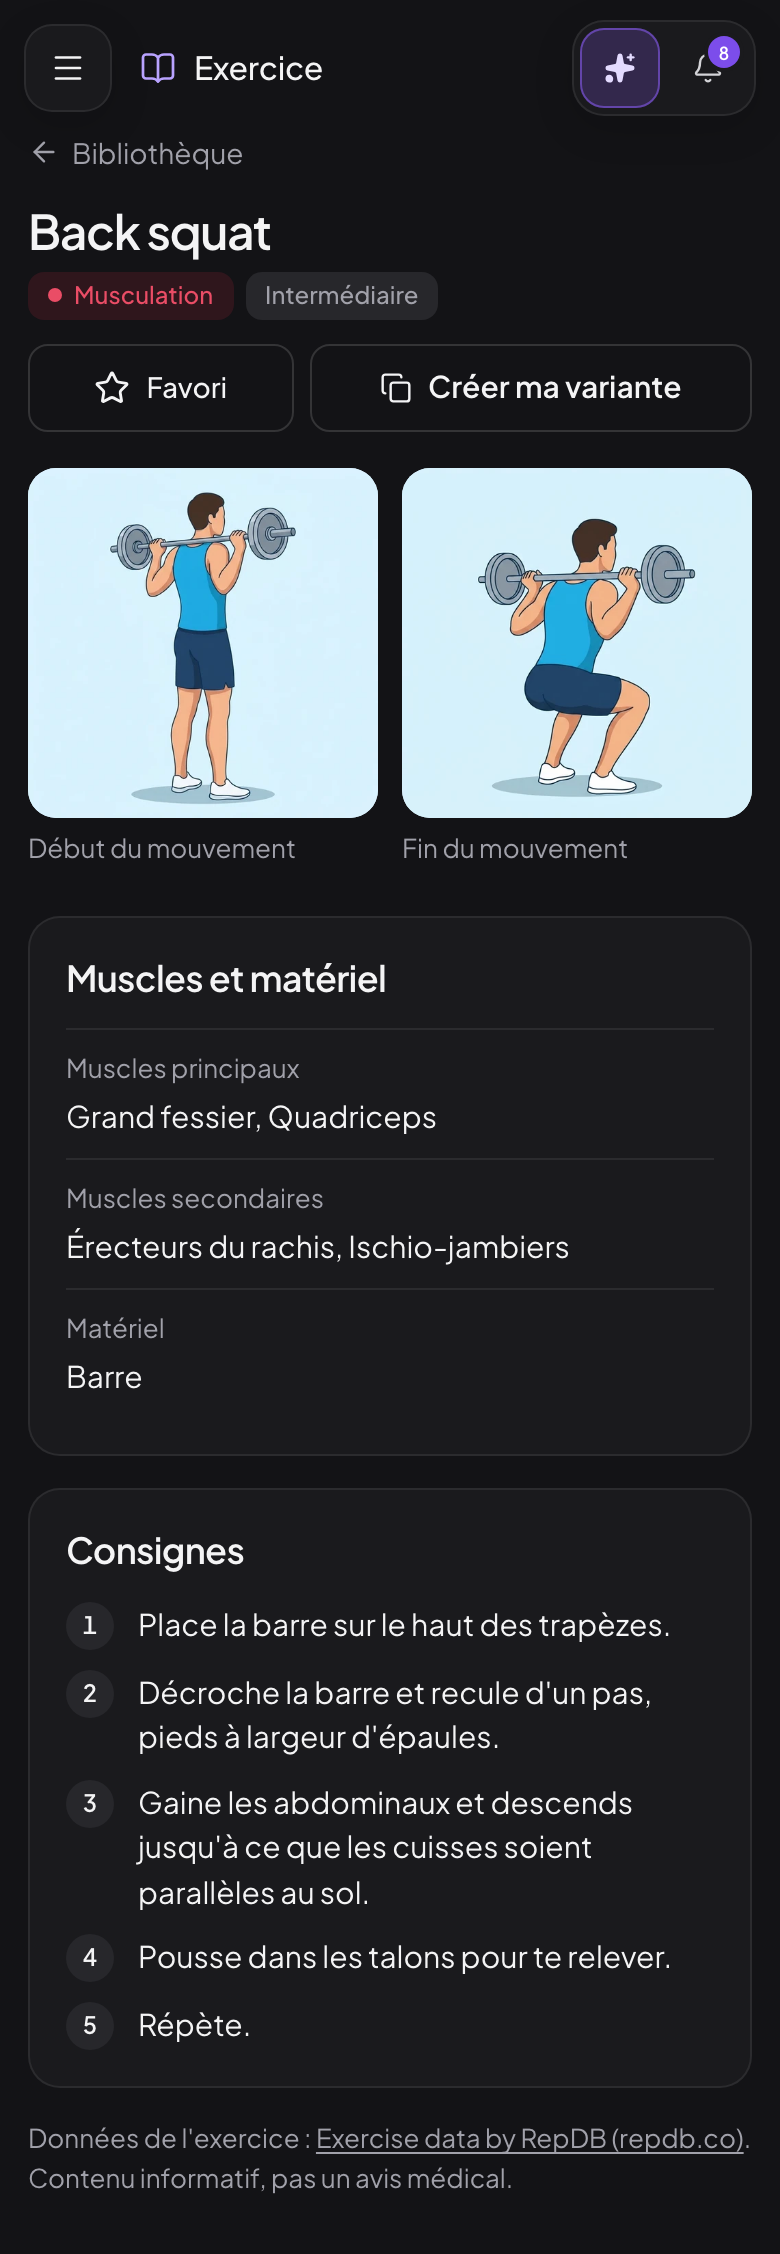 Exercice
8
Bibliothèque
Back squat
Musculation
Intermédiaire
Favori
Créer ma variante
Début du mouvement
Fin du mouvement
Muscles et matériel
Muscles principaux
Grand fessier, Quadriceps
Muscles secondaires
Érecteurs du rachis, Ischio-jambiers
Matériel
Barre
Consignes
1 Place la barre sur le haut des trapèzes.
2 Décroche la barre et recule d'un pas,
pieds à largeur d'épaules.
3 Gaine les abdominaux et descends
jusqu'à ce que les cuisses soient
parallèles au sol.
4 Pousse dans les talons pour te relever.
5 Répète.
Données de l'exercice : Exercise data by RepDB (repdb.co).
Contenu informatif, pas un avis médical.